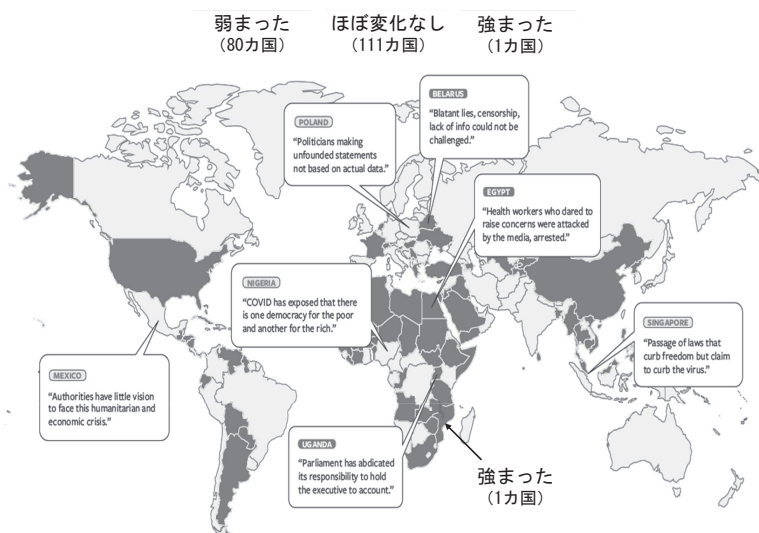 弱まった
(80カ国)
ほぼ変化なし
(111カ国)
強まった
(1カ国)
BELARUS
“Blatant lies, censorship,
lack of info could not be
challenged.”
POLAND
“Politicians making
unfounded statements
not based on actual data.”
EGYPT
“Health workers who dared to
raise concerns were attacked
by the media, arrested.”
NIGERIA
“COVID has exposed that there
is one democracy for the poor
and another for the rich.”
SINGAPORE
“Passage of laws that
curb freedom but claim
to curb the virus.”
MEXICO
“Authorities have little vision
to face this humanitarian and
economic crisis.”
UGANDA
“Parliament has abdicated
its responsibility to hold
the executive to account.”
強まった
(1カ国)